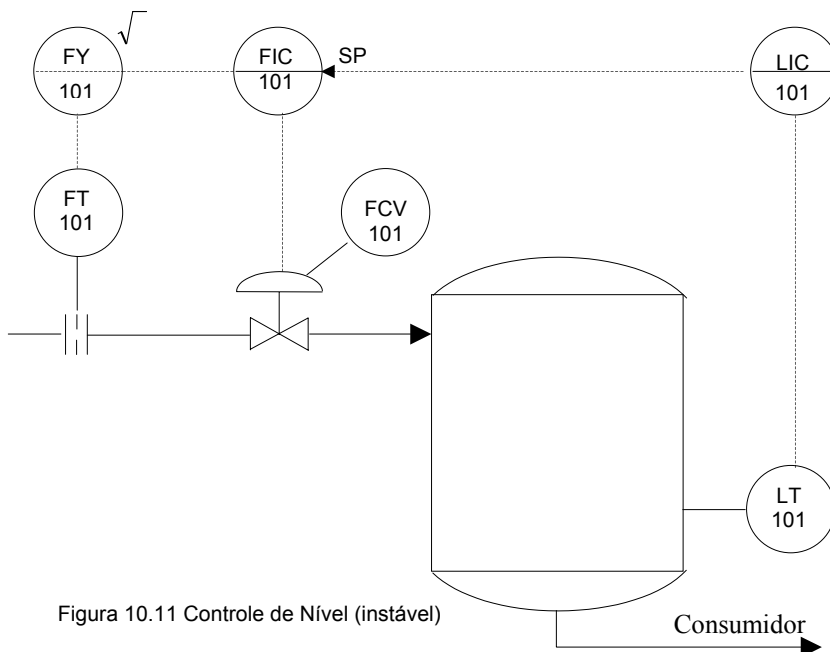 √
FY
101
FIC
101
SP
LIC
101
FT
101
FCV
101
LT
101
Figura 10.11 Controle de Nível (instável)
Consumidor